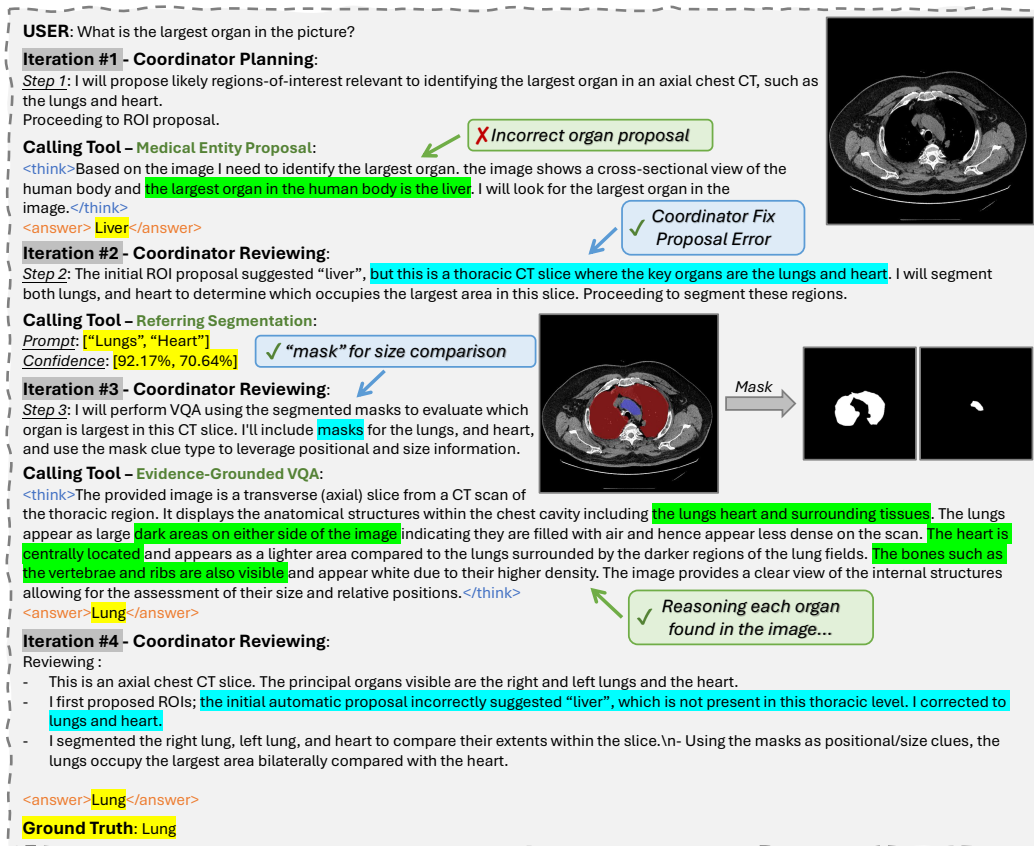 USER: What is the largest organ in the picture?
Iteration #1 - Coordinator Planning:
Step 1: I will propose likely regions-of-interest relevant to identifying the largest organ in an axial chest CT, such as
the lungs and heart.
Proceeding to ROI proposal.
✗ Incorrect organ proposal
Calling Tool – Medical Entity Proposal:
<think>Based on the image I need to identify the largest organ. the image shows a cross-sectional view of the
human body and the largest organ in the human body is the liver. I will look for the largest organ in the
image.</think>
<answer> Liver</answer>
✓ Coordinator Fix
Proposal Error
Iteration #2 - Coordinator Reviewing:
Step 2: The initial ROI proposal suggested “liver”, but this is a thoracic CT slice where the key organs are the lungs and heart. I will segment
both lungs, and heart to determine which occupies the largest area in this slice. Proceeding to segment these regions.
Calling Tool – Referring Segmentation:
Prompt: [“Lungs”, “Heart”]
Confidence: [92.17%, 70.64%]
✓ “mask” for size comparison
Mask
Iteration #3 - Coordinator Reviewing:
Step 3: I will perform VQA using the segmented masks to evaluate which
organ is largest in this CT slice. I'll include masks for the lungs, and heart,
and use the mask clue type to leverage positional and size information.
Calling Tool – Evidence-Grounded VQA:
<think>The provided image is a transverse (axial) slice from a CT scan of
the thoracic region. It displays the anatomical structures within the chest cavity including the lungs heart and surrounding tissues. The lungs
appear as large dark areas on either side of the image indicating they are filled with air and hence appear less dense on the scan. The heart is
centrally located and appears as a lighter area compared to the lungs surrounded by the darker regions of the lung fields. The bones such as
the vertebrae and ribs are also visible and appear white due to their higher density. The image provides a clear view of the internal structures
allowing for the assessment of their size and relative positions.</think>
<answer>Lung</answer>
✓ Reasoning each organ
found in the image...
Iteration #4 - Coordinator Reviewing:
Reviewing :
- This is an axial chest CT slice. The principal organs visible are the right and left lungs and the heart.
- I first proposed ROIs; the initial automatic proposal incorrectly suggested “liver”, which is not present in this thoracic level. I corrected to
lungs and heart.
- I segmented the right lung, left lung, and heart to compare their extents within the slice.\n- Using the masks as positional/size clues, the
lungs occupy the largest area bilaterally compared with the heart.
<answer>Lung</answer>
Ground Truth: Lung